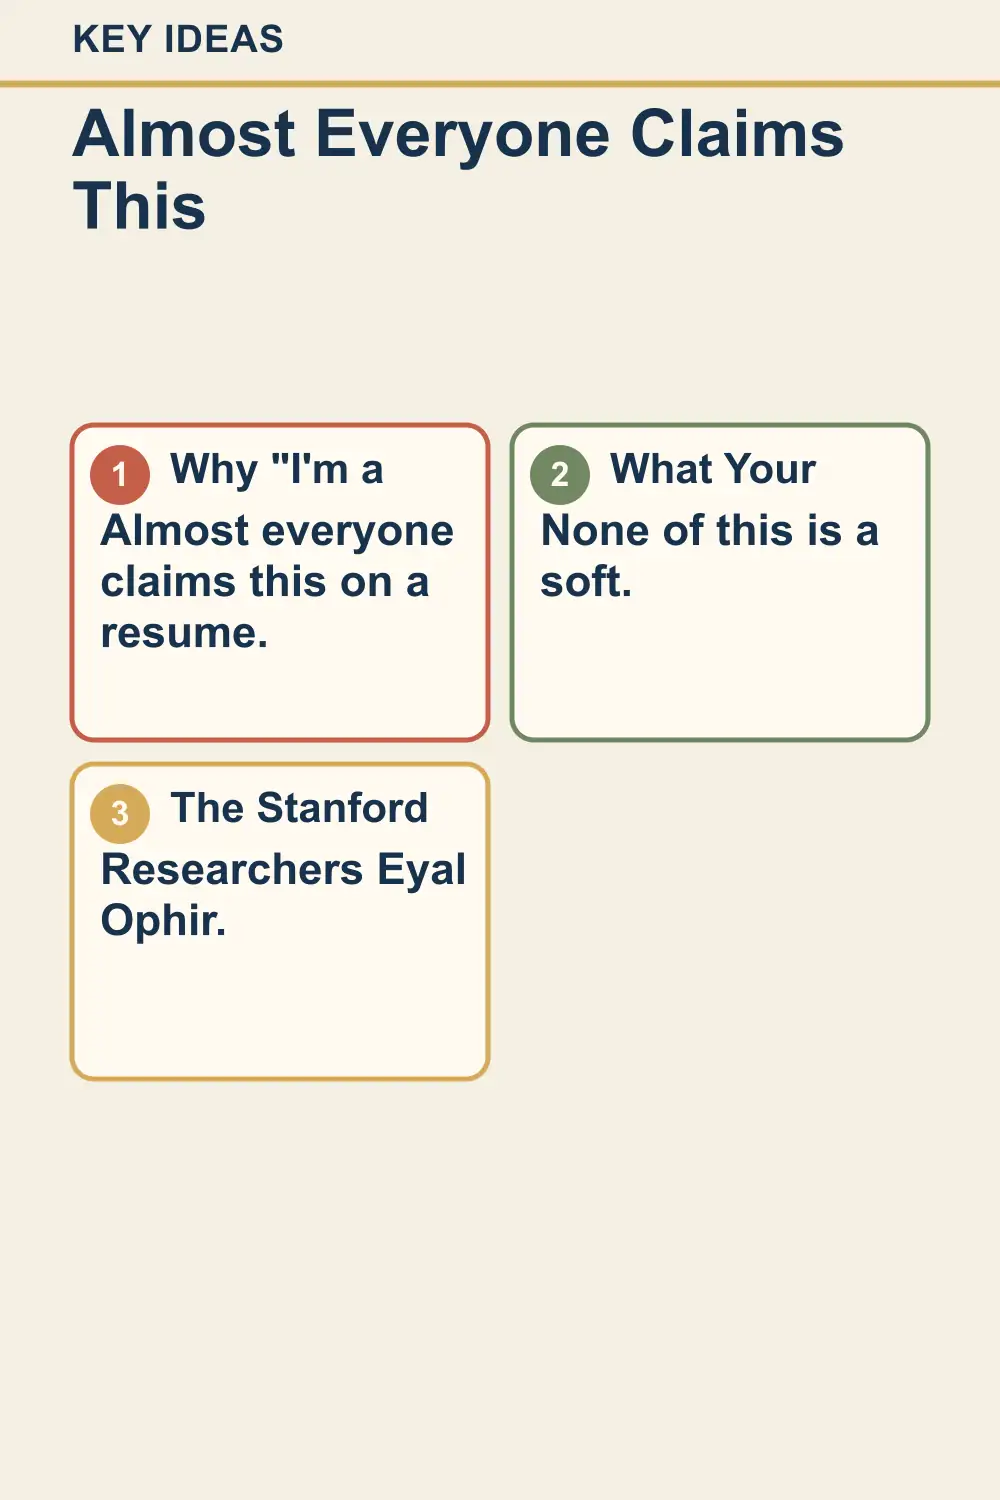 KEY IDEAS
Almost Everyone Claims
This
1 Why "I'm a
Almost everyone
claims this on a
resume.
2 What Your
None of this is a
soft.
3 The Stanford
Researchers Eyal
Ophir.